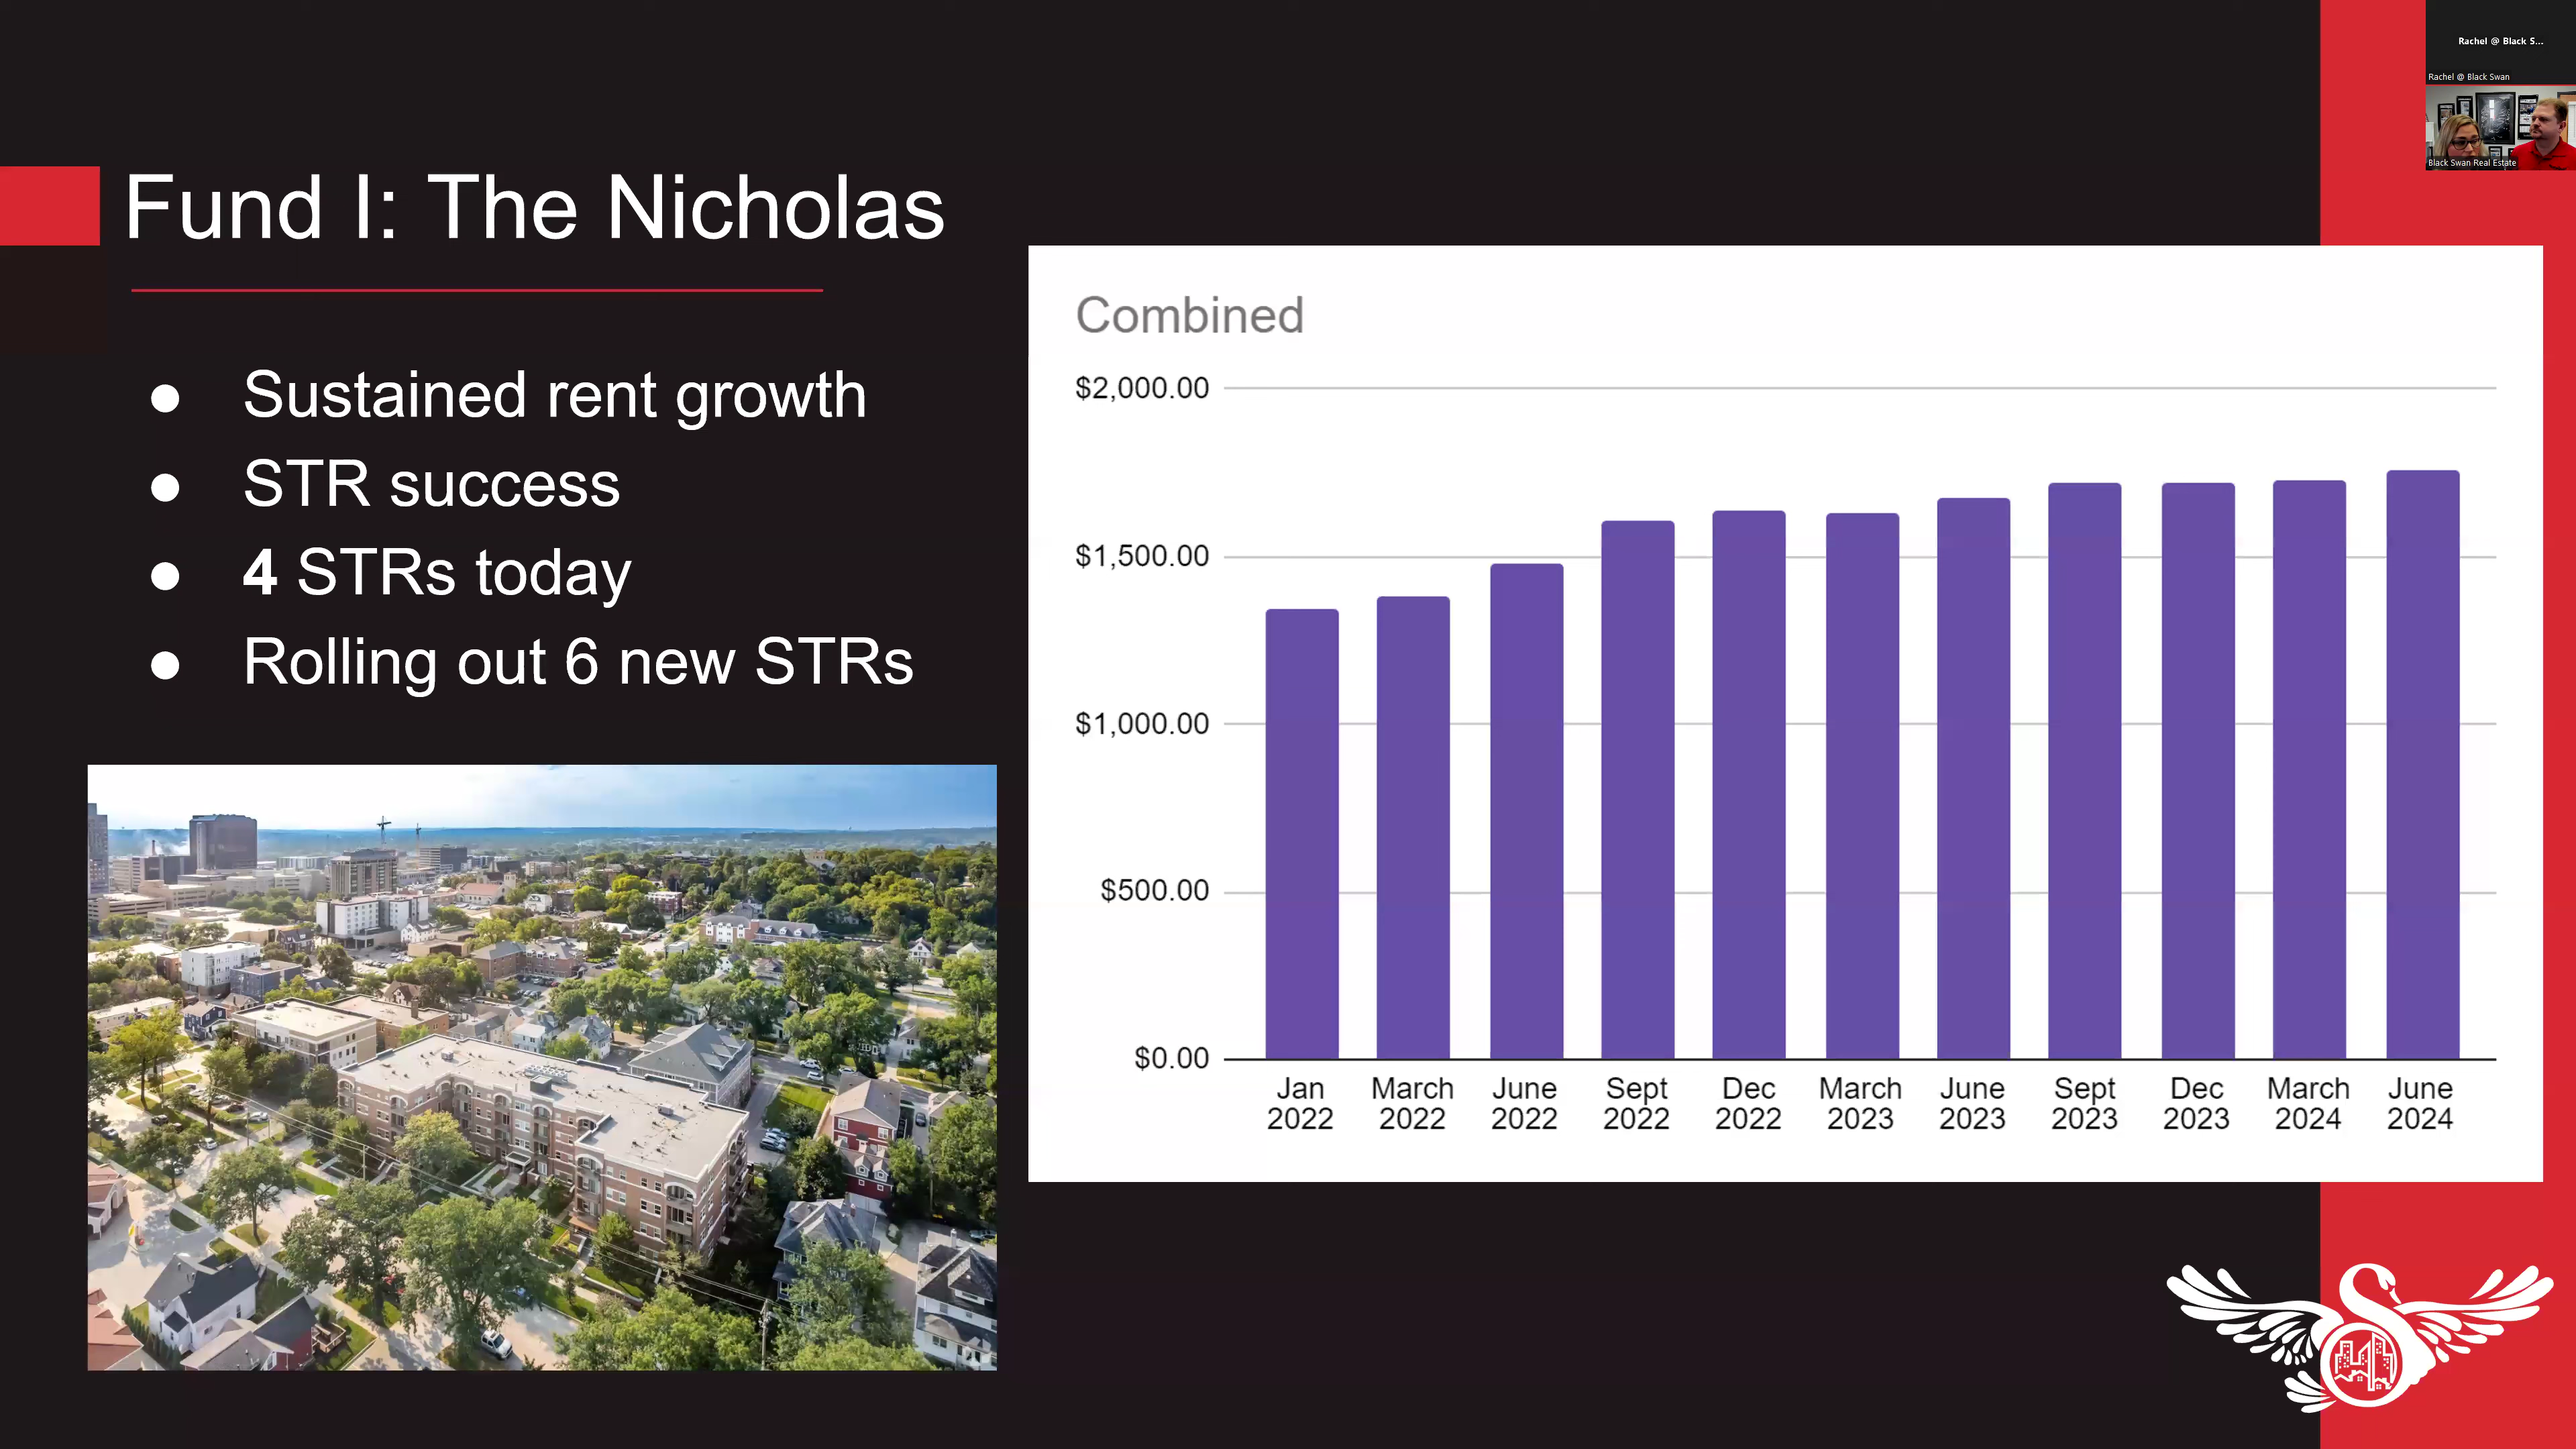 Rachel @ Black S...
Rachel @ Black Swan
Black Swan Real Estate
Fund I: The Nicholas
● Sustained rent growth
● STR success
● 4 STRs today
● Rolling out 6 new STRs
Combined
$2,000.00
$1,500.00
$1,000.00
$500.00
$0.00
Jan March June Sept Dec March June Sept Dec March June
2022 2022 2022 2022 2022 2023 2023 2023 2023 2024 2024